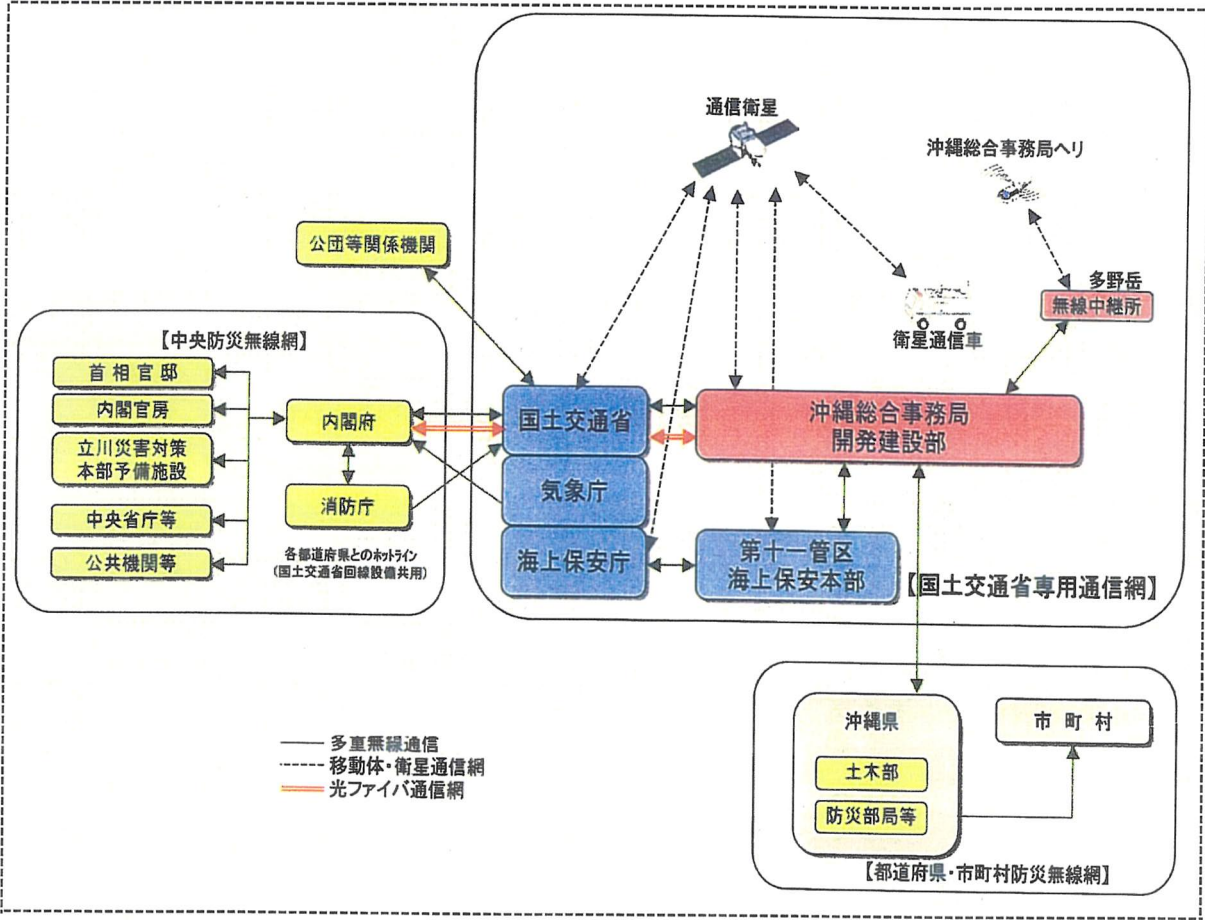 通信衛星
沖縄総合事務局ヘリ
公団等関係機関
多野岳
無線中継所
衛星通信車
【中央防災無線網】
首相官邸
内閣官房
立川災害対策
本部予備施設
中央省庁等
公共機関等
内閣府
消防庁
各都道府県とのホットライン
(国土交通省回線設備共用)
国土交通省
気象庁
海上保安庁
沖縄総合事務局
開発建設部
第十一管区
海上保安本部
【国土交通省専用通信網】
多重無線通信
移動体・衛星通信網
光ファイバ通信網
沖縄県
土木部
防災部局等
市町村
【都道府県・市町村防災無線網】